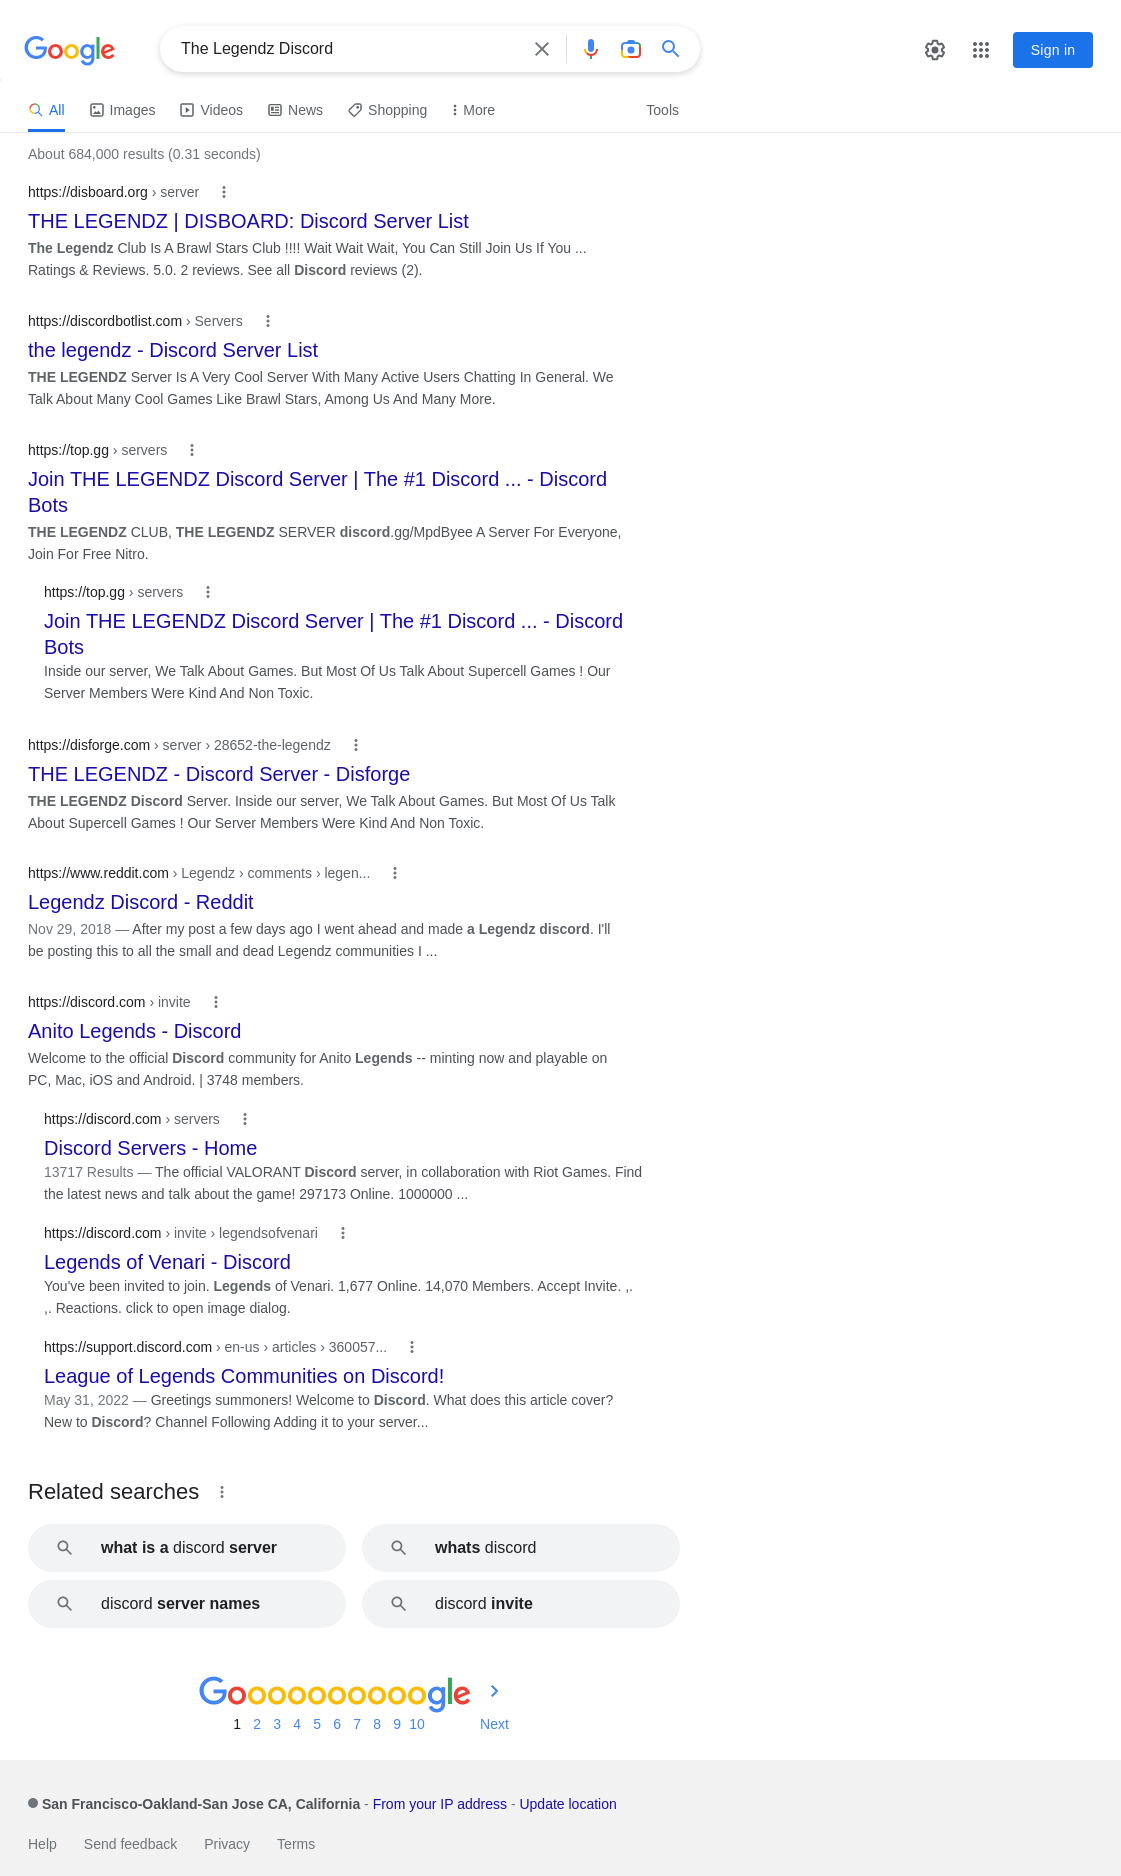 Google
The Legendz Discord
Sign in
All Images Videos News Shopping More Tools
About 684,000 results (0.31 seconds)
https://disboard.org › server
THE LEGENDZ | DISBOARD: Discord Server List
The Legendz Club Is A Brawl Stars Club !!!! Wait Wait Wait, You Can Still Join Us If You ...
Ratings & Reviews. 5.0. 2 reviews. See all Discord reviews (2).
https://discordbotlist.com › Servers
the legendz - Discord Server List
THE LEGENDZ Server Is A Very Cool Server With Many Active Users Chatting In General. We
Talk About Many Cool Games Like Brawl Stars, Among Us And Many More.
https://top.gg › servers
Join THE LEGENDZ Discord Server | The #1 Discord ... - Discord
Bots
THE LEGENDZ CLUB, THE LEGENDZ SERVER discord.gg/MpdByee A Server For Everyone,
Join For Free Nitro.
https://top.gg › servers
Join THE LEGENDZ Discord Server | The #1 Discord ... - Discord
Bots
Inside our server, We Talk About Games. But Most Of Us Talk About Supercell Games ! Our
Server Members Were Kind And Non Toxic.
https://disforge.com › server › 28652-the-legendz
THE LEGENDZ - Discord Server - Disforge
THE LEGENDZ Discord Server. Inside our server, We Talk About Games. But Most Of Us Talk
About Supercell Games ! Our Server Members Were Kind And Non Toxic.
https://www.reddit.com › Legendz › comments › legen...
Legendz Discord - Reddit
Nov 29, 2018 — After my post a few days ago I went ahead and made a Legendz discord. I'll
be posting this to all the small and dead Legendz communities I ...
https://discord.com › invite
Anito Legends - Discord
Welcome to the official Discord community for Anito Legends -- minting now and playable on
PC, Mac, iOS and Android. | 3748 members.
https://discord.com › servers
Discord Servers - Home
13717 Results — The official VALORANT Discord server, in collaboration with Riot Games. Find
the latest news and talk about the game! 297173 Online. 1000000 ...
https://discord.com › invite › legendsofvenari
Legends of Venari - Discord
You've been invited to join. Legends of Venari. 1,677 Online. 14,070 Members. Accept Invite. ,.
,. Reactions. click to open image dialog.
https://support.discord.com › en-us › articles › 360057...
League of Legends Communities on Discord!
May 31, 2022 — Greetings summoners! Welcome to Discord. What does this article cover?
New to Discord? Channel Following Adding it to your server...
Related searches
what is a discord server
whats discord
discord server names
discord invite
Goooooooooogle
1 2 3 4 5 6 7 8 9 10 Next
San Francisco-Oakland-San Jose CA, California - From your IP address - Update location
Help Send feedback Privacy Terms